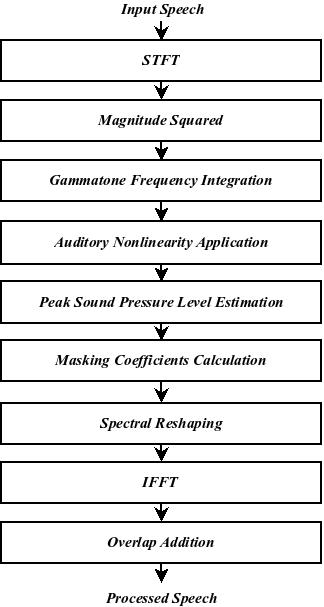 Input Speech
STFT
Magnitude Squared
Gammatone Frequency Integration
Auditory Nonlinearity Application
Peak Sound Pressure Level Estimation
Masking Coefficients Calculation
Spectral Reshaping
IFFT
Overlap Addition
Processed Speech